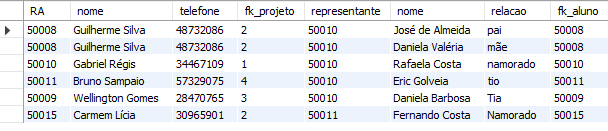 RA nome telefone fk_projeto representante nome relacao fk_aluno
50008 Guilherme Silva 48732086 2 50010 José de Almeida pai 50008
50008 Guilherme Silva 48732086 2 50010 Daniela Valéria mãe 50008
50010 Gabriel Régis 34467109 1 50010 Rafaela Costa namorado 50010
50011 Bruno Sampaio 57329075 4 50010 Eric Golveia tio 50011
50009 Wellington Gomes 28470765 3 50010 Daniela Barbosa Tia 50009
50015 Carmem Lícia 30965901 2 50011 Fernando Costa Namorado 50015